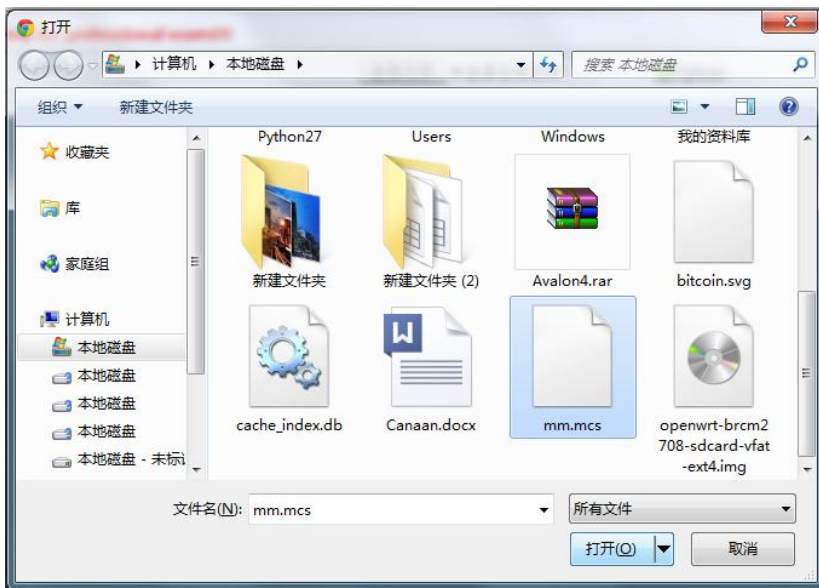 打开
计算机 本地磁盘
搜索 本地磁盘
组织 新建文件夹
收藏夹
库
家庭组
计算机
本地磁盘
本地磁盘
本地磁盘
本地磁盘
本地磁盘 - 未标
Python27 Users Windows 我的资料库
新建文件夹 新建文件夹 (2) Avalon4.rar bitcoin.svg
cache_index.db Canaan.docx mm.mcs openwrt-brcm2
708-sdcard-vfat
-ext4.img
文件名(N): mm.mcs 所有文件
打开(O) 取消